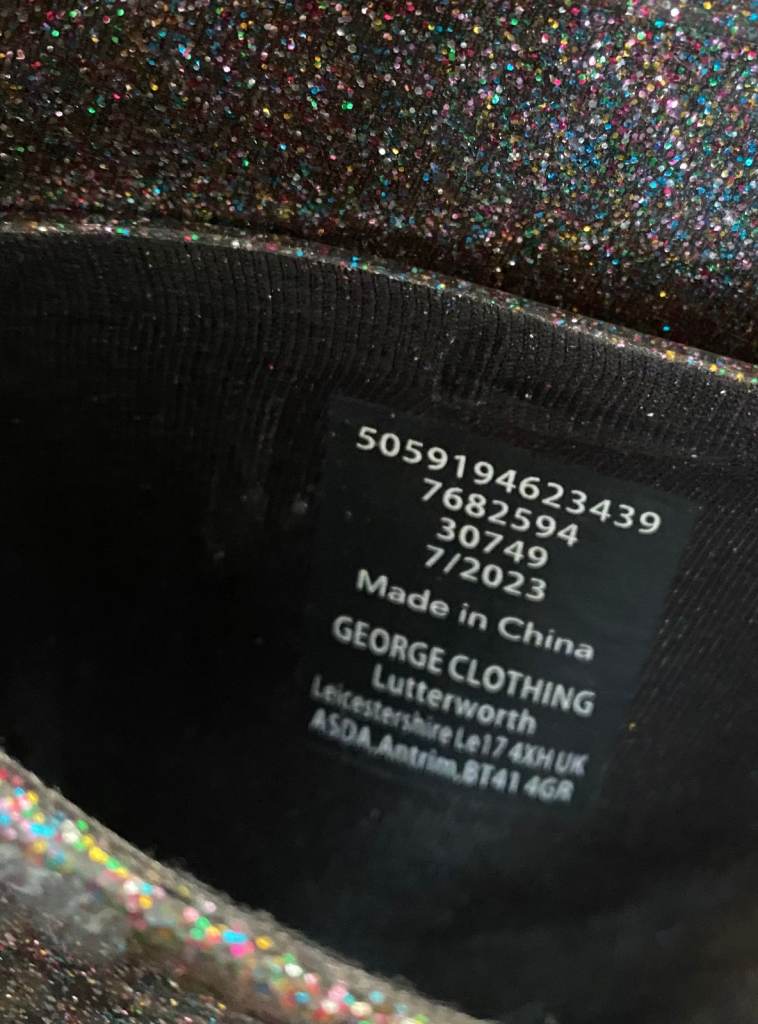 5059194623439
7682594
30749
7/2023
Made in China
GEORGE CLOTHING
Lutterworth
Leicestershire Le17 4XH UK
ASDA,Antrim,BT41 4GR